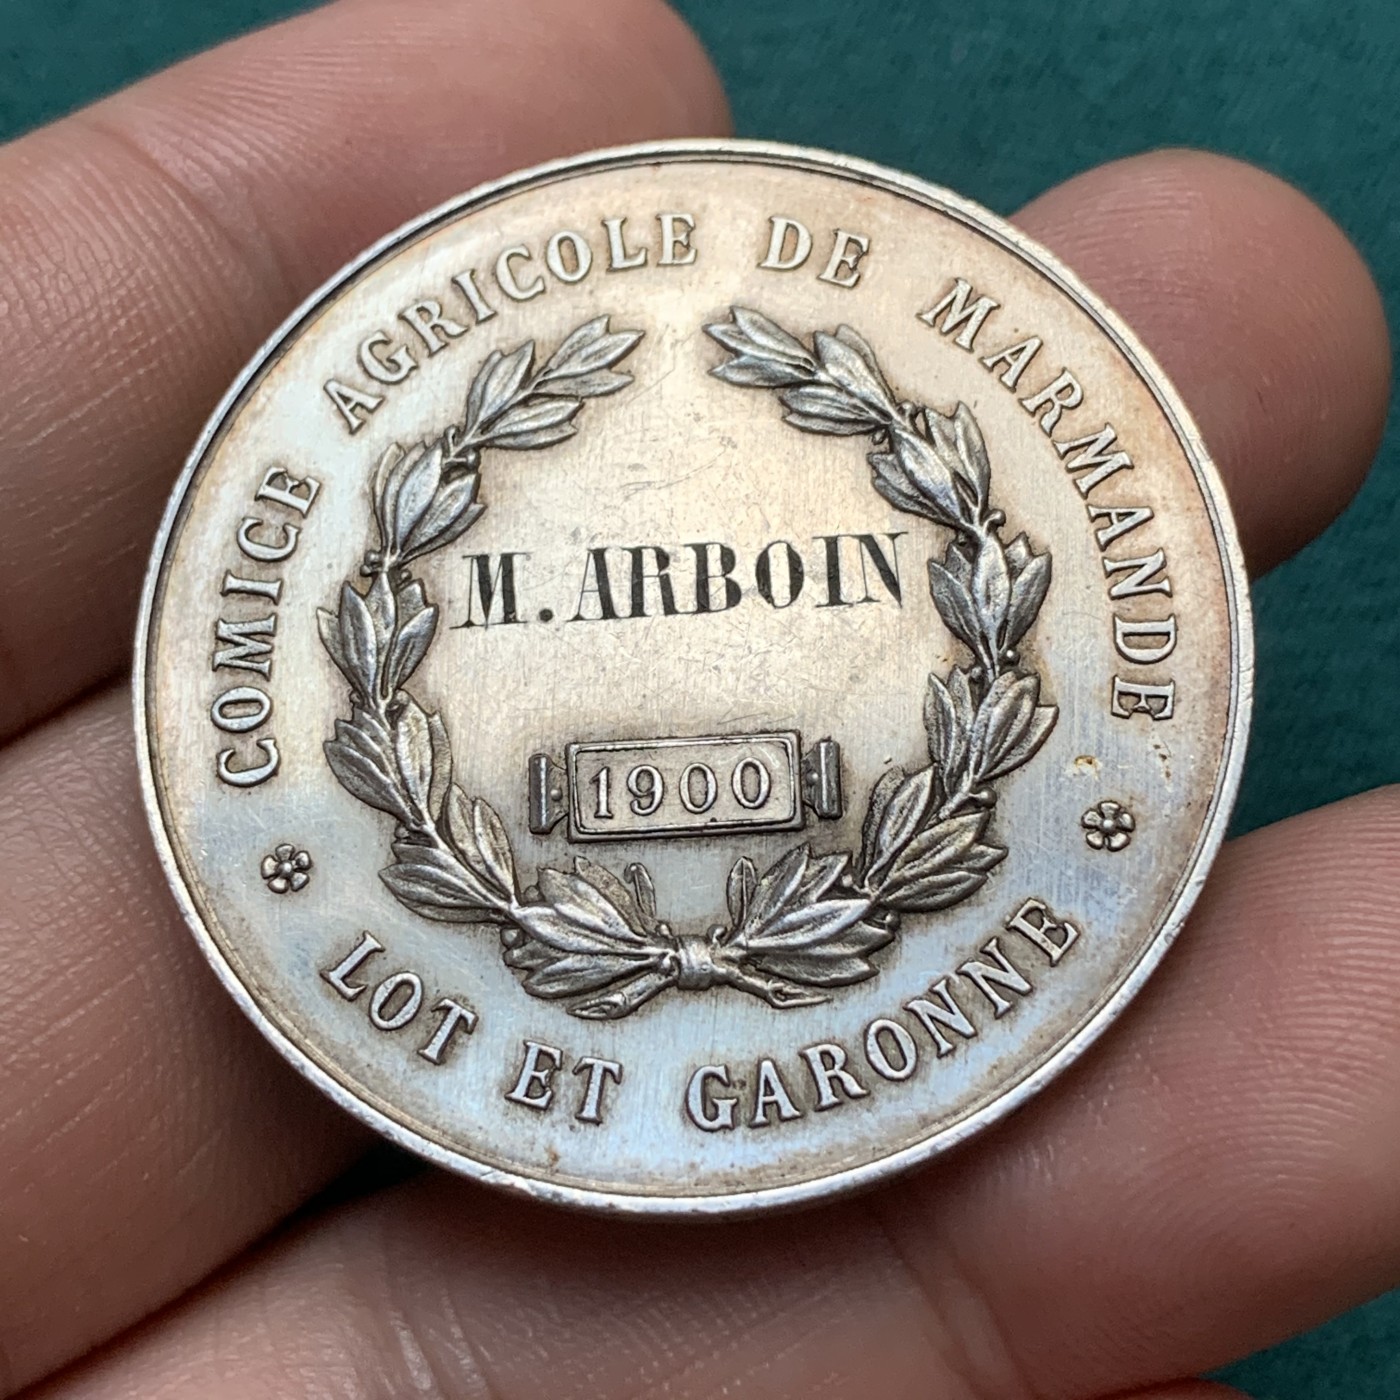 COMICE AGRICOLE DE MARMANDE
M. ARBOIN
1900
LOT ET GARONNE